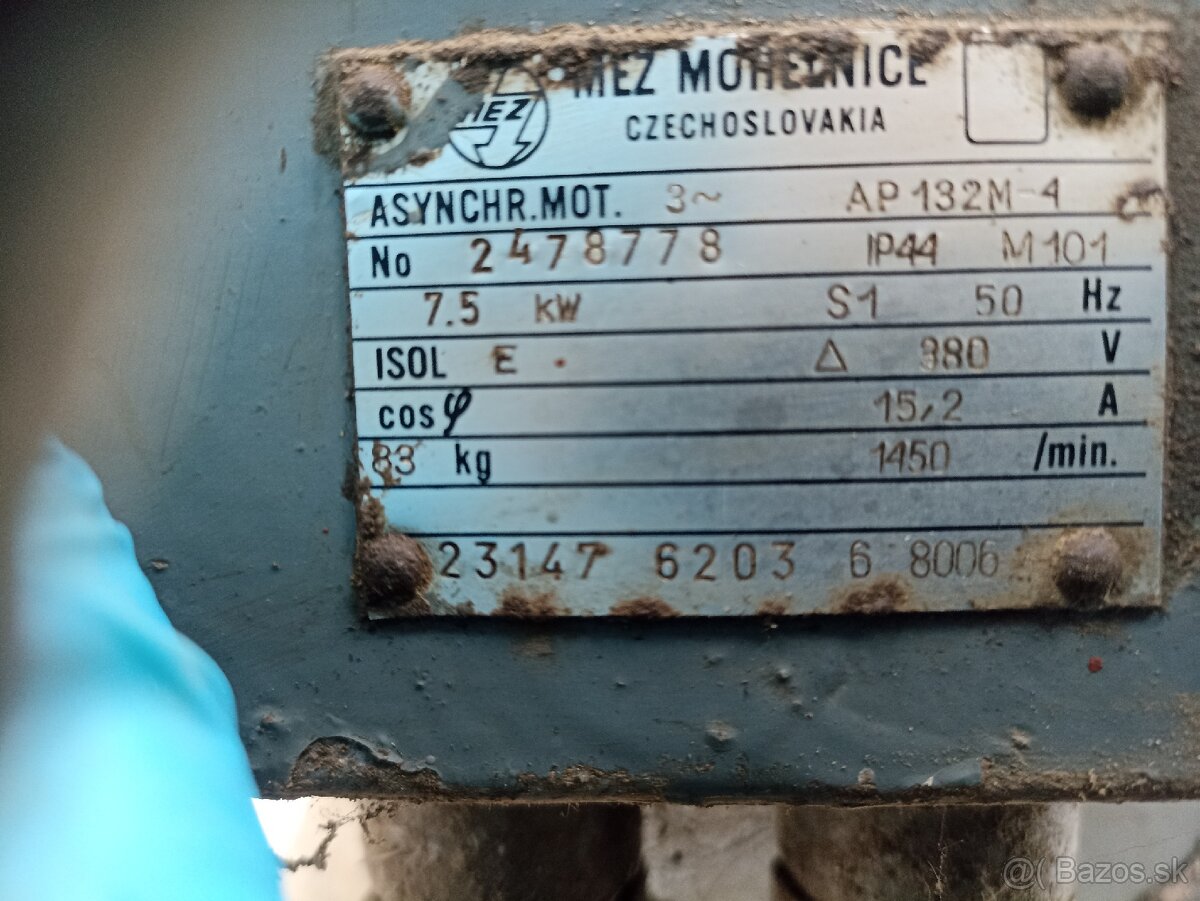 MEZ MOHELNICE
MEZ
CZECHOSLOVAKIA
ASYNCHR.MOT. 3~ AP 132M-4
No 2478778 IP44 M101
7.5 kW S1 50 Hz
ISOL E. Δ 380 V
cos φ 15,2 A
83 kg 1450 /min.
23147 6203 6 8006
@( Bazos.sk